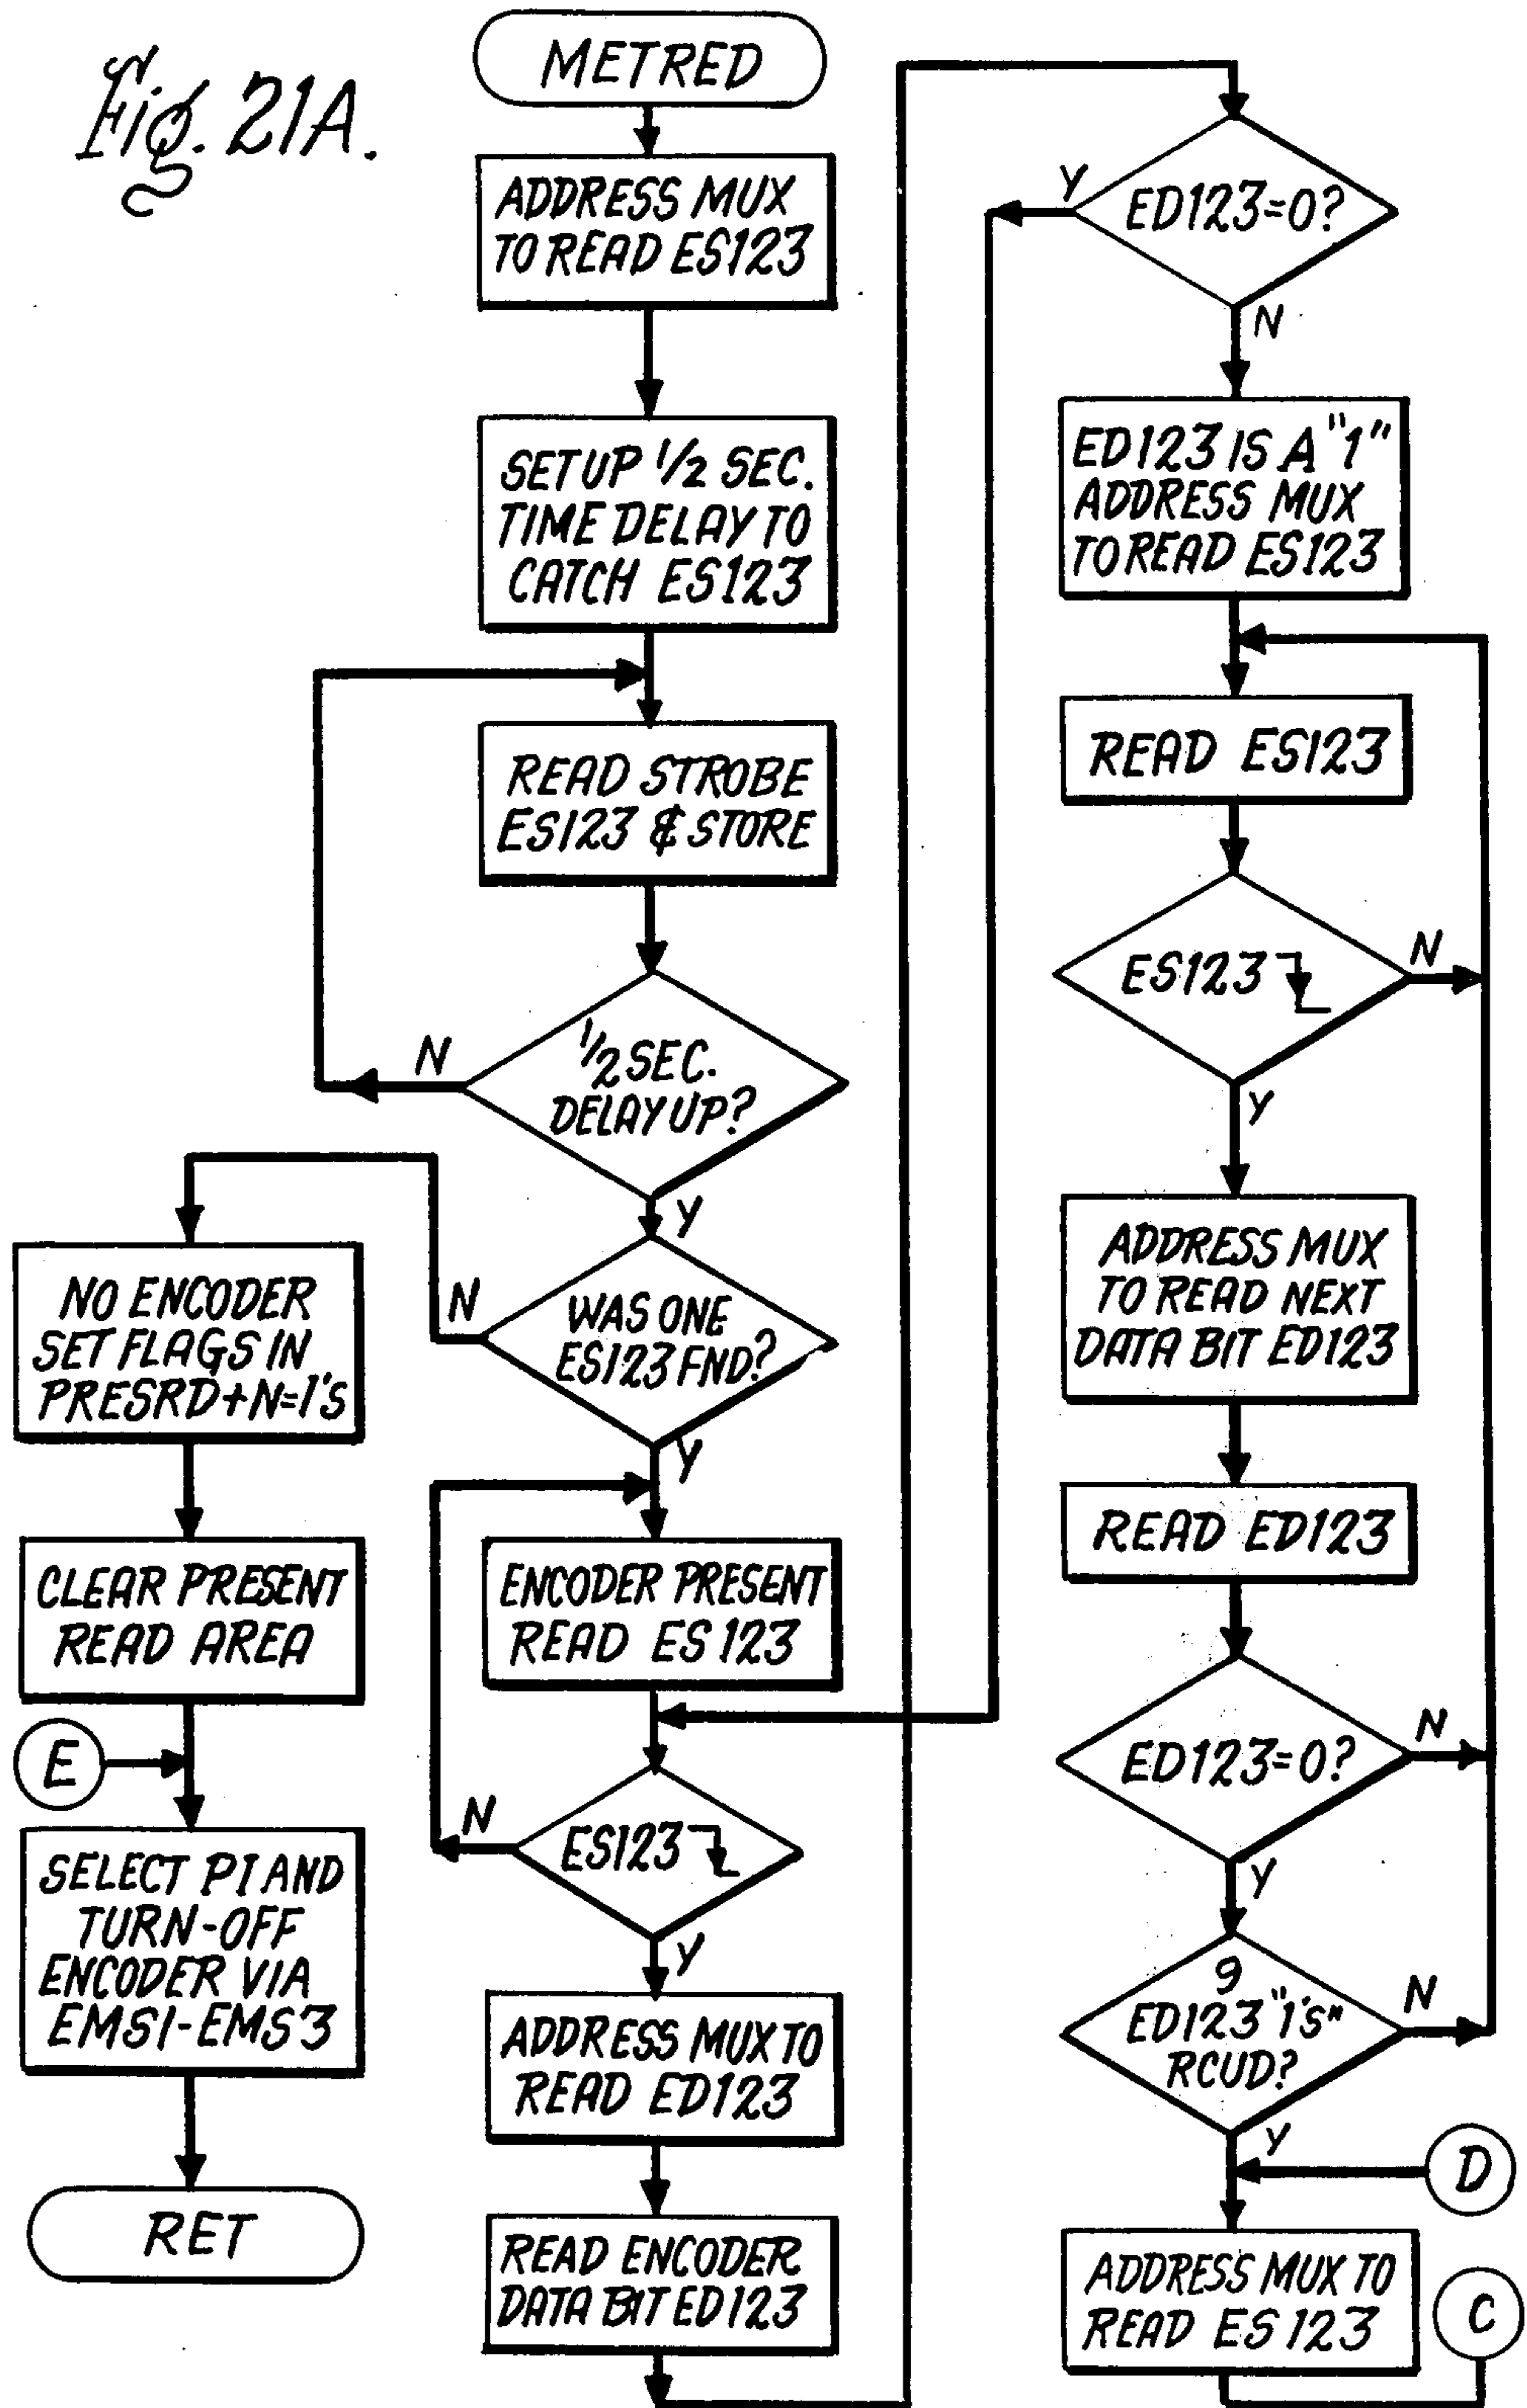 Fig. 21A.
METRED
ADDRESS MUX
TO READ ES123
SET UP 1/2 SEC.
TIME DELAY TO
CATCH ES123
READ STROBE
ES123 & STORE
1/2 SEC.
DELAY UP?
N
Y
WAS ONE
ES123 FND?
N
Y
NO ENCODER
SET FLAGS IN
PRESRD+N=1's
CLEAR PRESENT
READ AREA
E
SELECT PI AND
TURN-OFF
ENCODER VIA
EMS1-EMS3
RET
ENCODER PRESENT
READ ES 123
ES123
N
Y
ADDRESS MUX TO
READ ED123
READ ENCODER
DATA BIT ED123
ED123=0?
Y
N
ED123 IS A "1"
ADDRESS MUX
TO READ ES123
READ ES123
ES123
N
Y
ADDRESS MUX
TO READ NEXT
DATA BIT ED123
READ ED123
ED123=0?
N
Y
9
ED123 "1's"
RCUD?
N
Y
D
ADDRESS MUX TO
READ ES 123
C